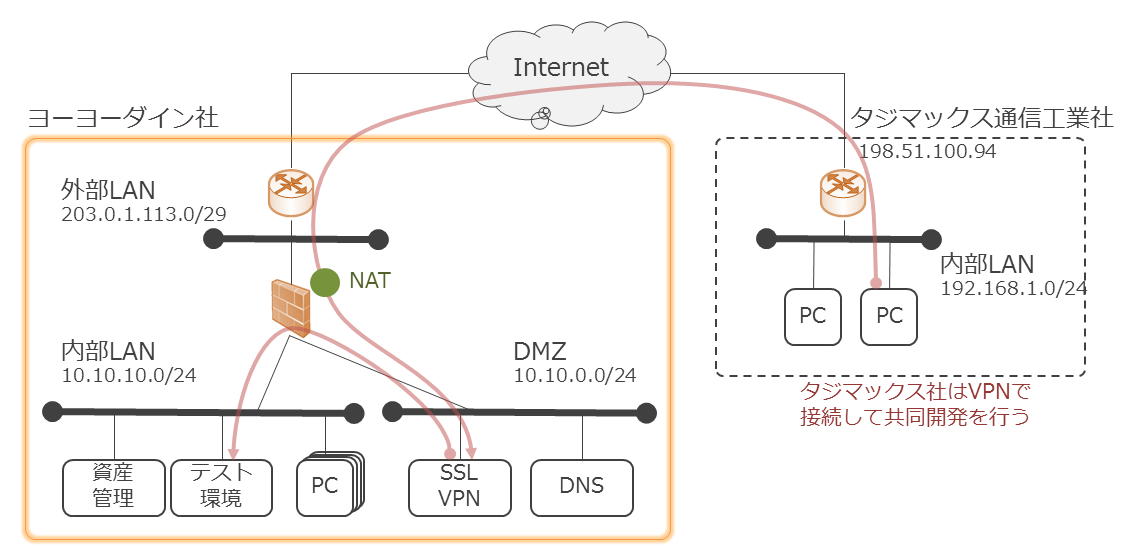 Internet
ヨーヨーダイン社
タジマックス通信工業社
198.51.100.94
外部LAN
203.0.1.113.0/29
NAT
内部LAN
192.168.1.0/24
PC
PC
内部LAN
10.10.10.0/24
DMZ
10.10.0.0/24
タジマックス社はVPNで
接続して共同開発を行う
資産
管理
テスト
環境
PC
SSL
VPN
DNS